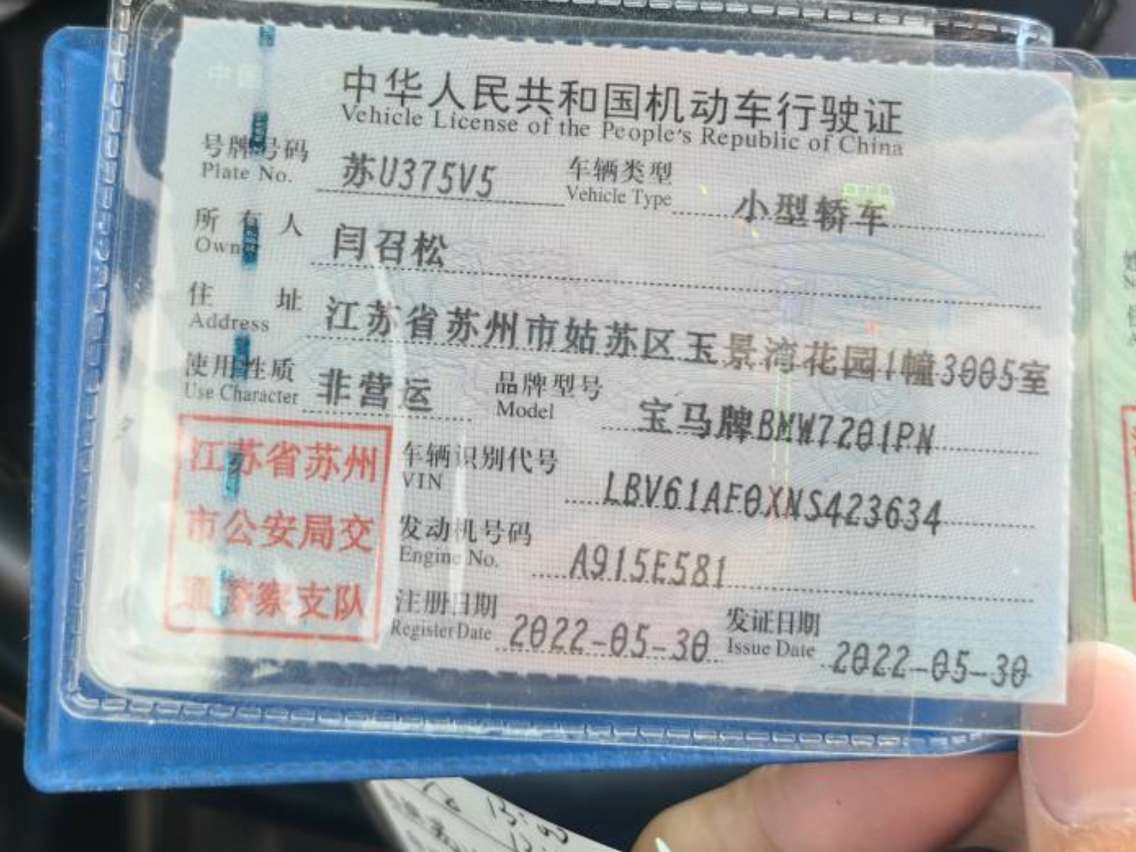 中华人民共和国机动车行驶证
Vehicle License of the People's Republic of China
号牌号码 苏U375V5 车辆类型 小型轿车
Plate No. Vehicle Type
所有人 闫召松
Owner
住址 江苏省苏州市姑苏区玉景湾花园1幢3005室
Address
使用性质 非营运 品牌型号 宝马牌BMW7201PN
Use Character Model
江苏省苏州
市公安局交
通警察支队
车辆识别代号 LBV61AF0XNS423634
VIN
发动机号码 A915E581
Engine No.
注册日期 2022-05-30 发证日期 2022-05-30
Register Date Issue Date